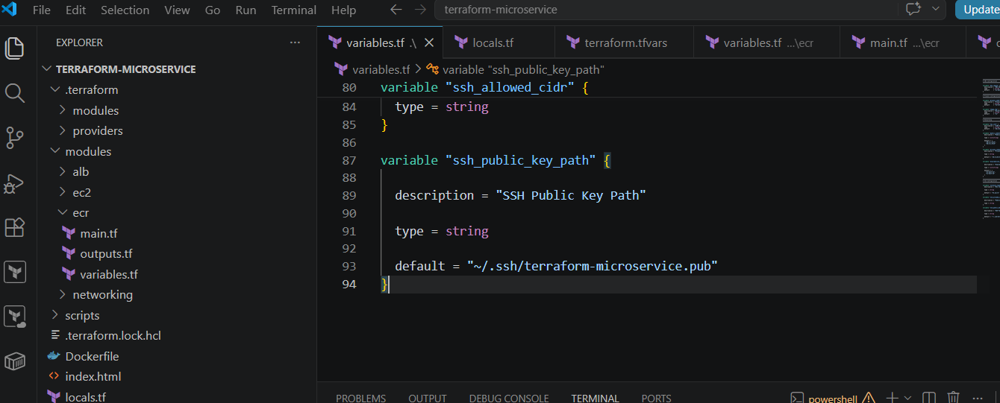 File Edit Selection View Go Run Terminal Help
terraform-microservice
Update
EXPLORER
TERRAFORM-MICROSERVICE
.terraform
modules
providers
modules
alb
ec2
ecr
main.tf
outputs.tf
variables.tf
networking
scripts
.terraform.lock.hcl
Dockerfile
index.html
locals.tf
variables.tf .\
locals.tf
terraform.tfvars
variables.tf ...\ecr
main.tf ...\ecr
variables.tf > variable "ssh_public_key_path"
80 variable "ssh_allowed_cidr" {
84 type = string
85 }
86
87 variable "ssh_public_key_path" {
88
89 description = "SSH Public Key Path"
90
91 type = string
92
93 default = "~/.ssh/terraform-microservice.pub"
94 }
PROBLEMS OUTPUT DEBUG CONSOLE TERMINAL PORTS
powershell